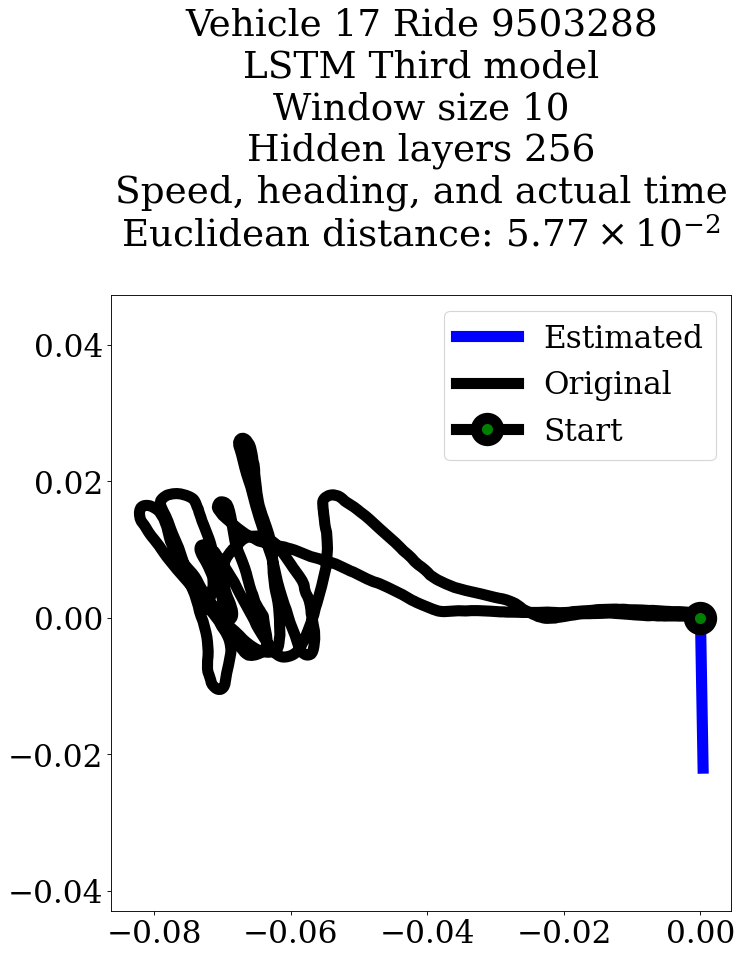 Vehicle 17 Ride 9503288
LSTM Third model
Window size 10
Hidden layers 256
Speed, heading, and actual time
Euclidean distance: 5.77 × 10⁻²
Estimated
Original
Start
0.04
0.02
0.00
−0.02
−0.04
−0.08 −0.06 −0.04 −0.02 0.00